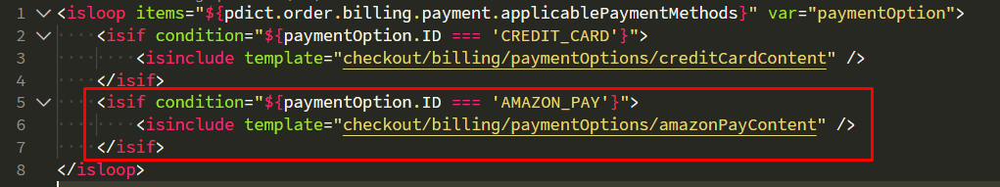 1 <isloop items="${pdict.order.billing.payment.applicablePaymentMethods}" var="paymentOption">
2 <isif condition="${paymentOption.ID === 'CREDIT_CARD'}">
3 <isinclude template="checkout/billing/paymentOptions/creditCardContent" />
4 </isif>
5 <isif condition="${paymentOption.ID === 'AMAZON_PAY'}">
6 <isinclude template="checkout/billing/paymentOptions/amazonPayContent" />
7 </isif>
8 </isloop>